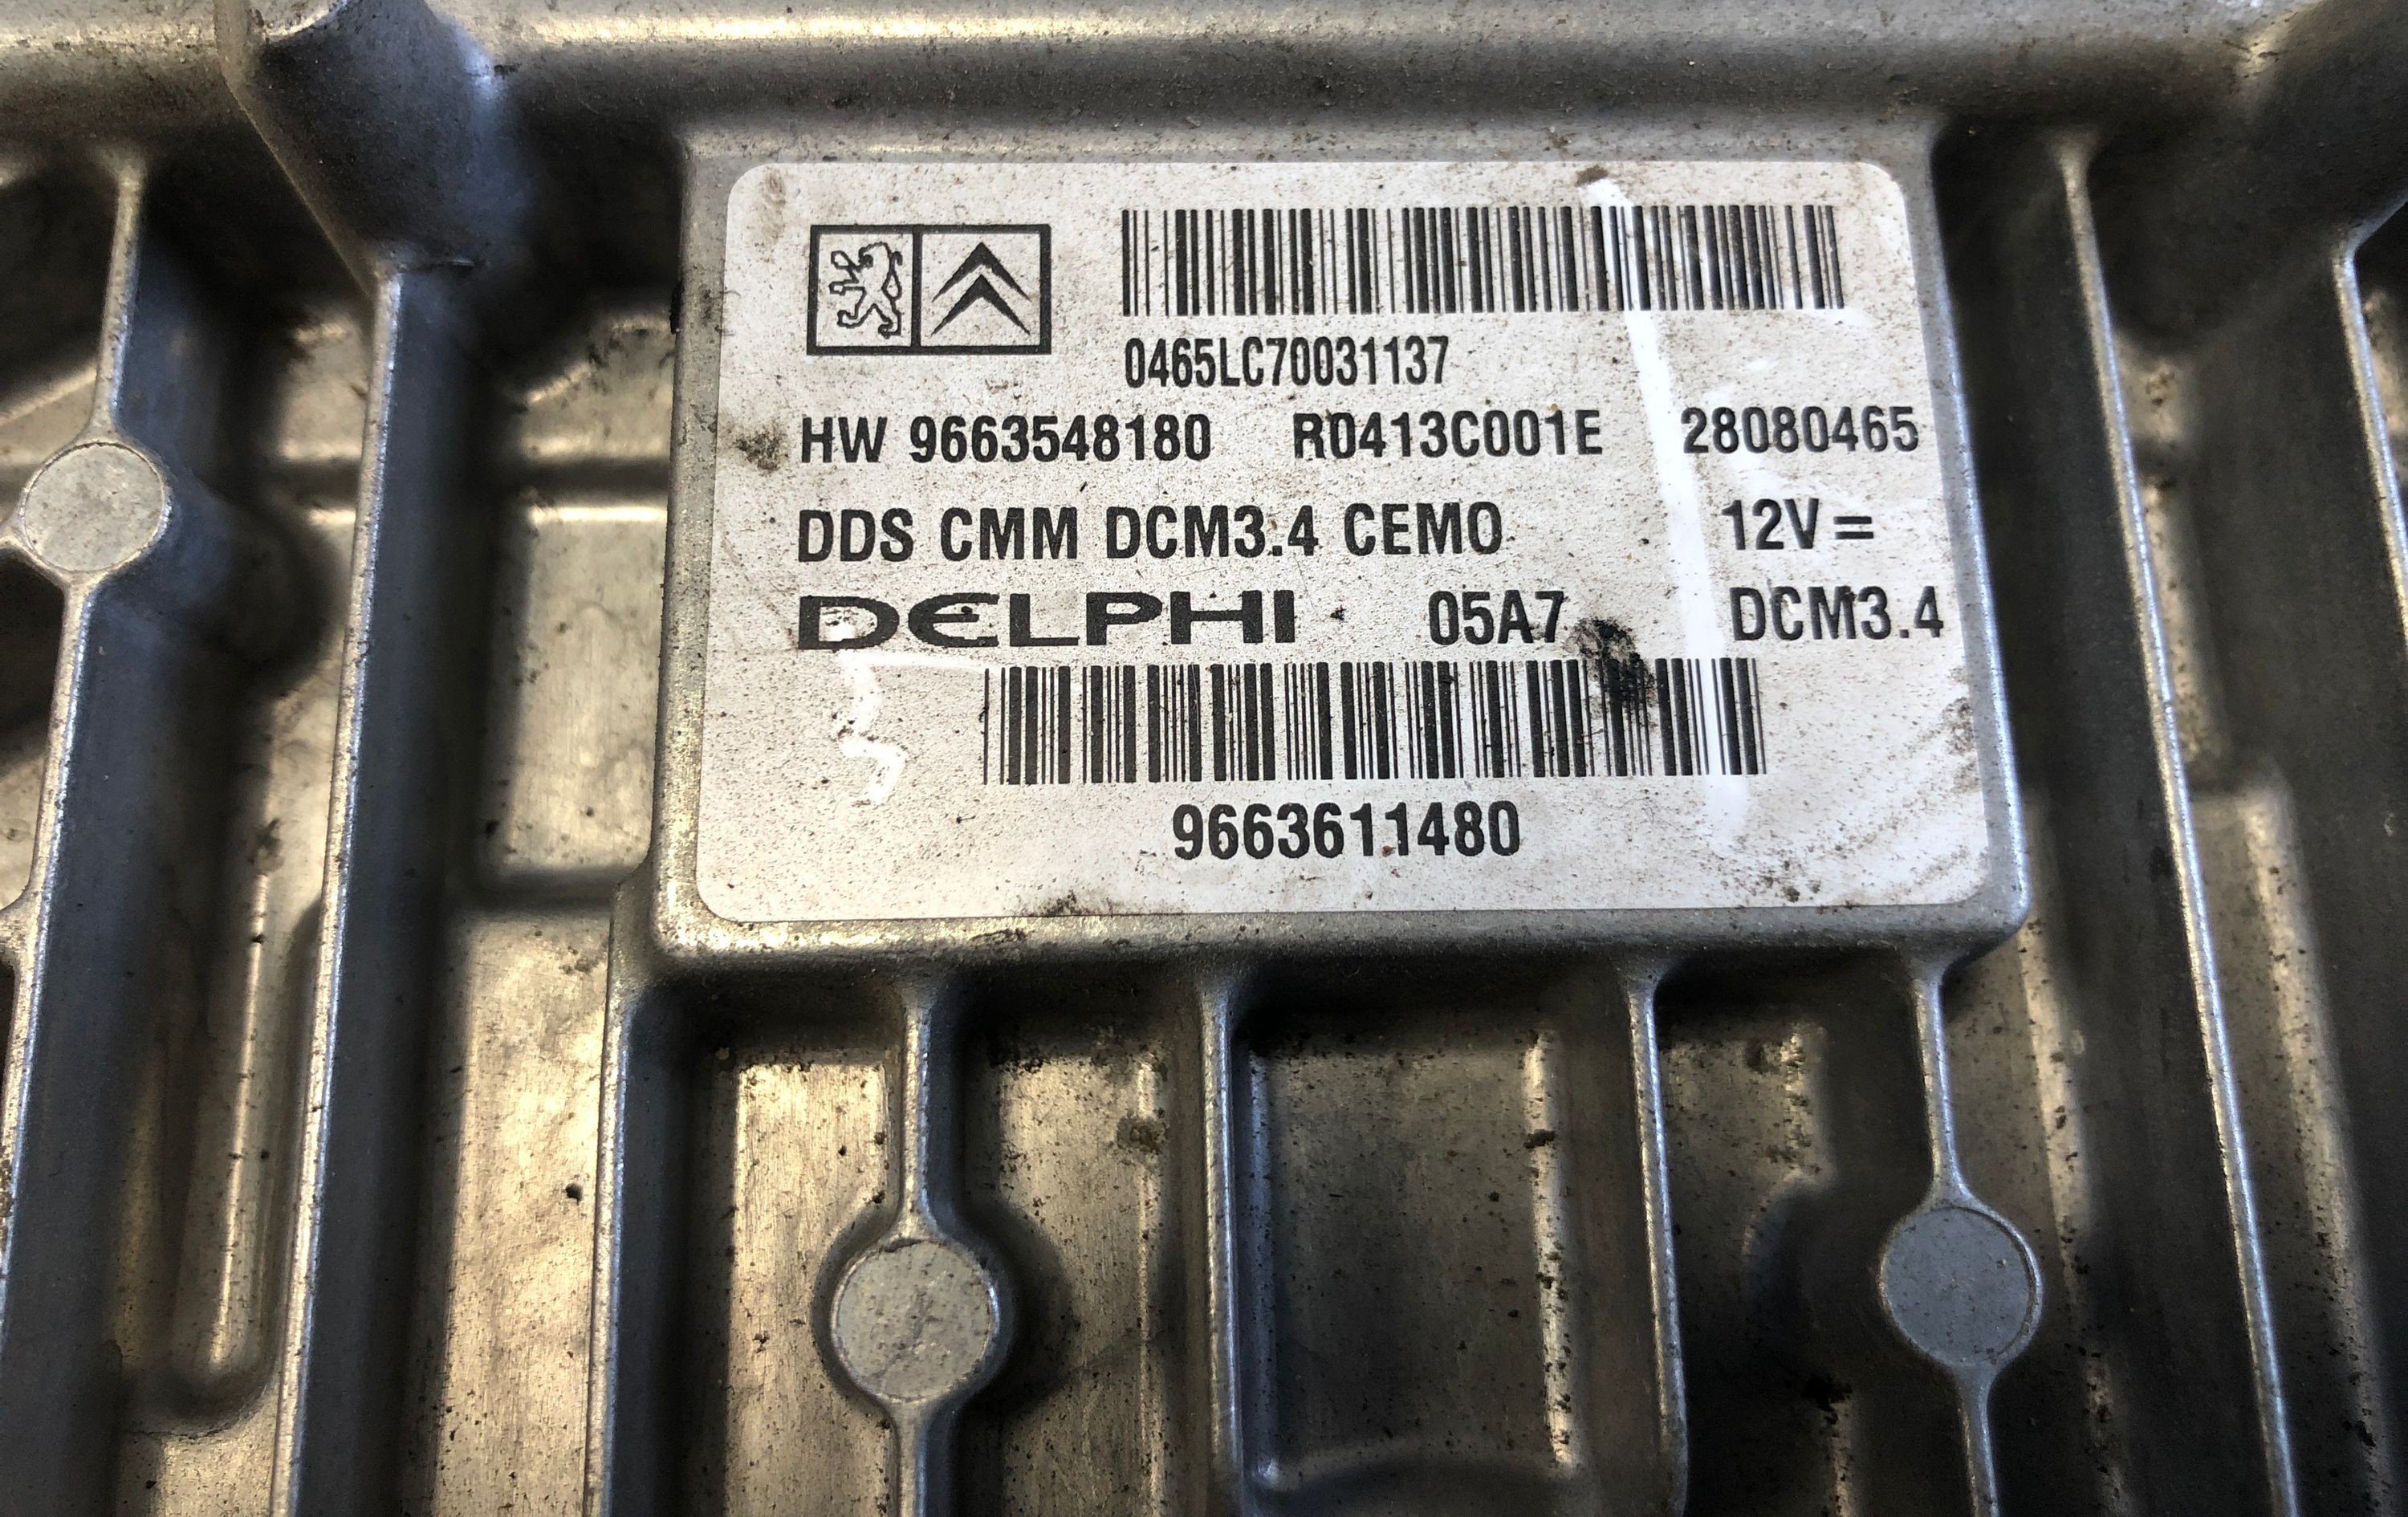 0465LC70031137
HW 9663548180 R0413C001E 28080465
DDS CMM DCM3.4 CEMO 12V=
DELPHI 05A7 DCM3.4
9663611480